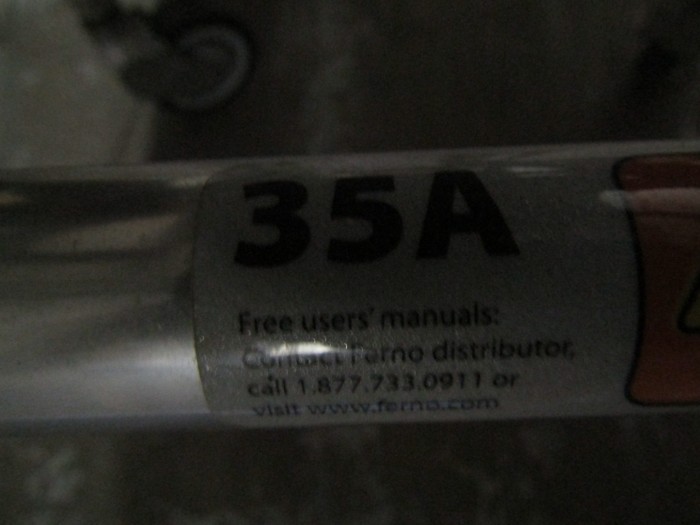 35A
Free users' manuals:
Contact Ferno distributor,
call 1.877.733.0911 or
visit www.ferno.com